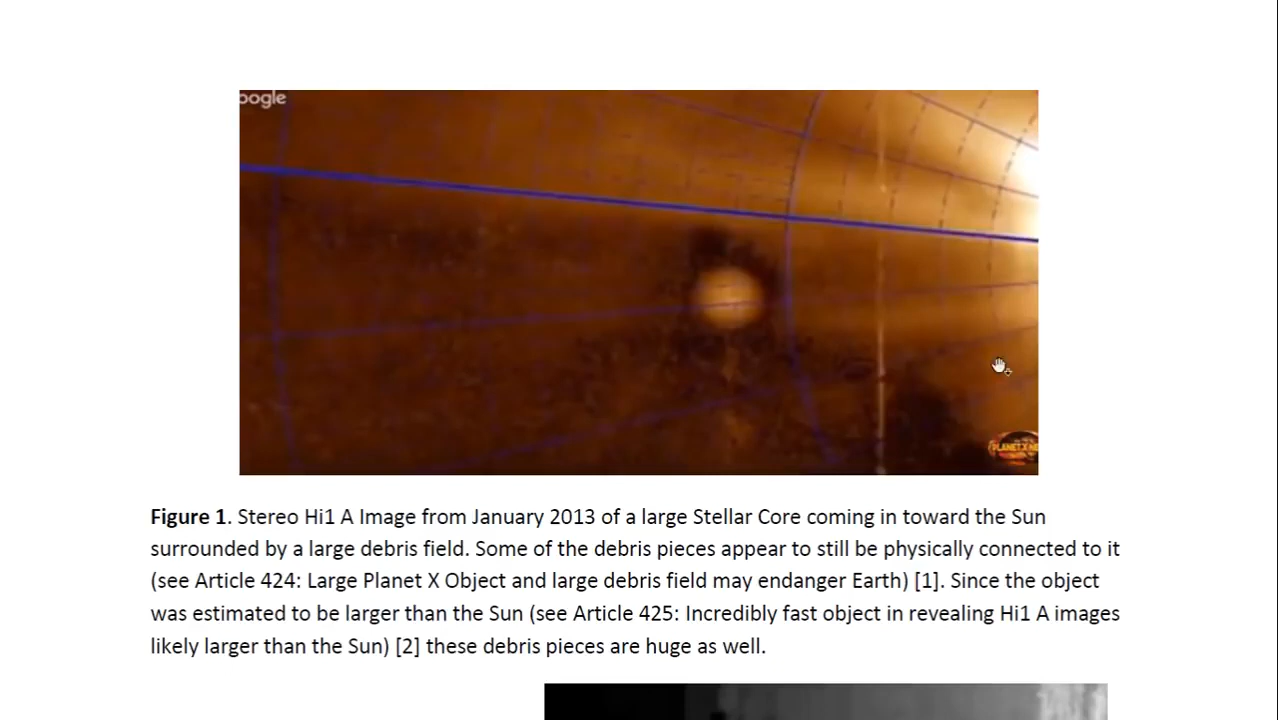 oogle
PLANET X NE
Figure 1. Stereo Hi1 A Image from January 2013 of a large Stellar Core coming in toward the Sun
surrounded by a large debris field. Some of the debris pieces appear to still be physically connected to it
(see Article 424: Large Planet X Object and large debris field may endanger Earth) [1]. Since the object
was estimated to be larger than the Sun (see Article 425: Incredibly fast object in revealing Hi1 A images
likely larger than the Sun) [2] these debris pieces are huge as well.